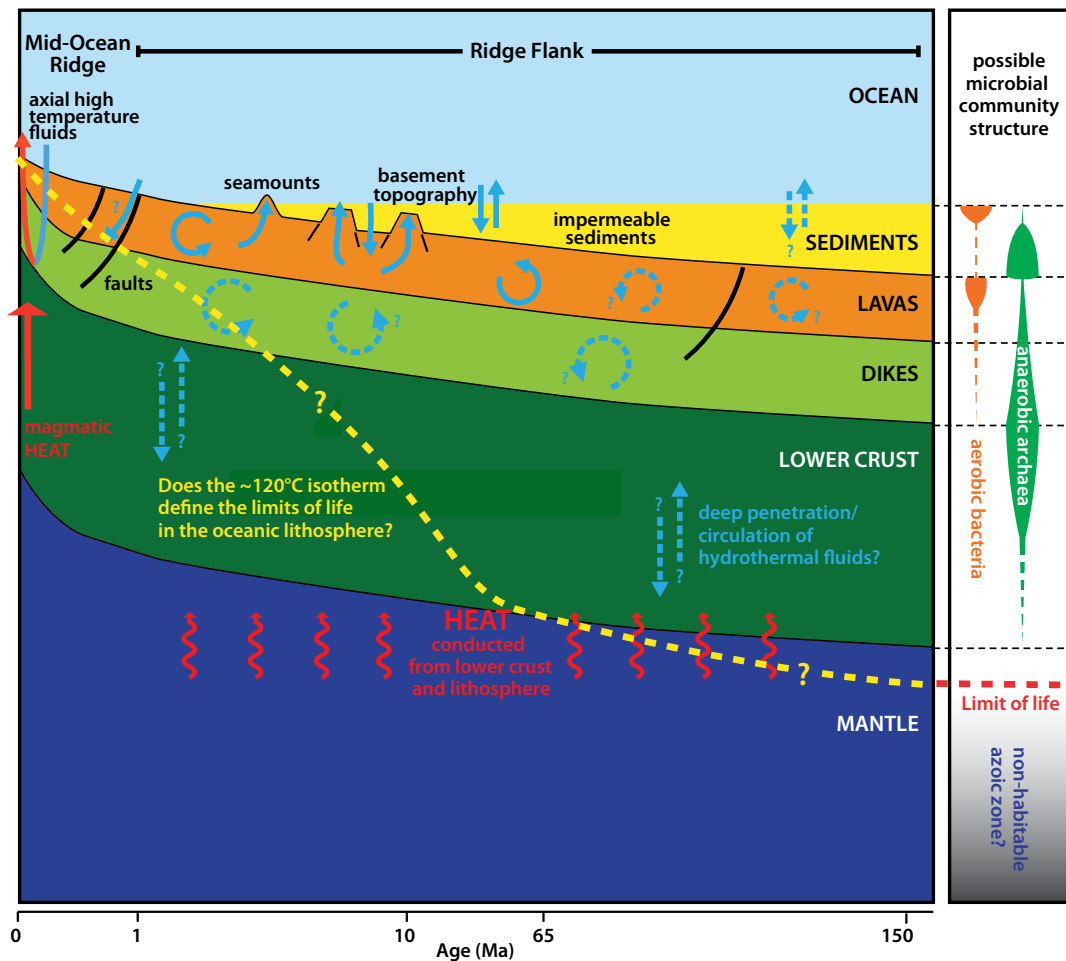 Mid-Ocean
Ridge
Ridge Flank
axial high
temperature
fluids
OCEAN
seamounts
basement
topography
impermeable
sediments
SEDIMENTS
?
?
faults
LAVAS
?
?
?
?
?
?
DIKES
magmatic
HEAT
?
?
?
LOWER CRUST
Does the ~120°C isotherm
define the limits of life
in the oceanic lithosphere?
?
?
deep penetration/
circulation of
hydrothermal fluids?
HEAT
conducted
from lower crust
and lithosphere
?
MANTLE
possible
microbial
community
structure
aerobic bacteria
anaerobic archaea
Limit of life
non-habitable
azoic zone?
0
1
10
65
150
Age (Ma)